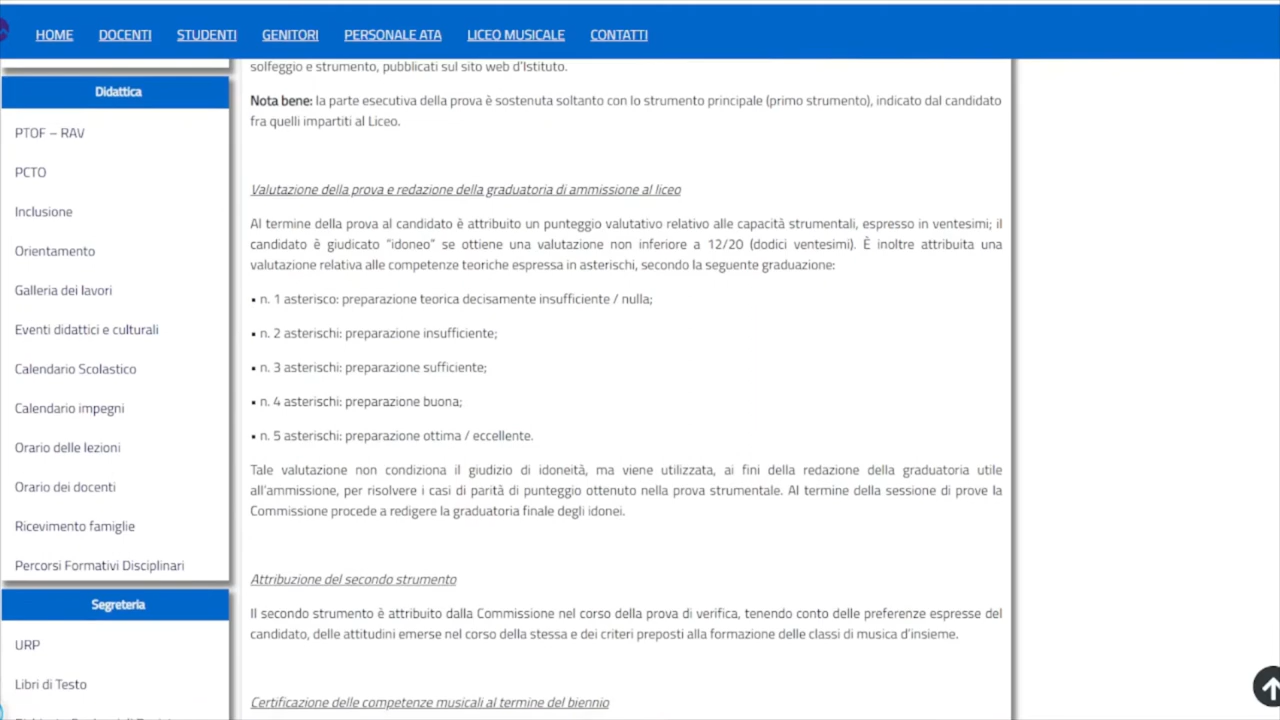 HOME DOCENTI STUDENTI GENITORI PERSONALE ATA LICEO MUSICALE CONTATTI
Didattica
PTOF – RAV
PCTO
Inclusione
Orientamento
Galleria dei lavori
Eventi didattici e culturali
Calendario Scolastico
Calendario impegni
Orario delle lezioni
Orario dei docenti
Ricevimento famiglie
Percorsi Formativi Disciplinari
Segreteria
URP
Libri di Testo
solfeggio e strumento, pubblicati sul sito web d'Istituto.
Nota bene: la parte esecutiva della prova è sostenuta soltanto con lo strumento principale (primo strumento), indicato dal candidato
fra quelli impartiti al Liceo.
Valutazione della prova e redazione della graduatoria di ammissione al liceo
Al termine della prova al candidato è attribuito un punteggio valutativo relativo alle capacità strumentali, espresso in ventesimi; il
candidato è giudicato "idoneo" se ottiene una valutazione non inferiore a 12/20 (dodici ventesimi). È inoltre attribuita una
valutazione relativa alle competenze teoriche espressa in asterischi, secondo la seguente graduazione:
▪ n. 1 asterisco: preparazione teorica decisamente insufficiente / nulla;
▪ n. 2 asterischi: preparazione insufficiente;
▪ n. 3 asterischi: preparazione sufficiente;
▪ n. 4 asterischi: preparazione buona;
▪ n. 5 asterischi: preparazione ottima / eccellente.
Tale valutazione non condiziona il giudizio di idoneità, ma viene utilizzata, ai fini della redazione della graduatoria utile
all'ammissione, per risolvere i casi di parità di punteggio ottenuto nella prova strumentale. Al termine della sessione di prove la
Commissione procede a redigere la graduatoria finale degli idonei.
Attribuzione del secondo strumento
Il secondo strumento è attribuito dalla Commissione nel corso della prova di verifica, tenendo conto delle preferenze espresse del
candidato, delle attitudini emerse nel corso della stessa e dei criteri preposti alla formazione delle classi di musica d'insieme.
Certificazione delle competenze musicali al termine del biennio